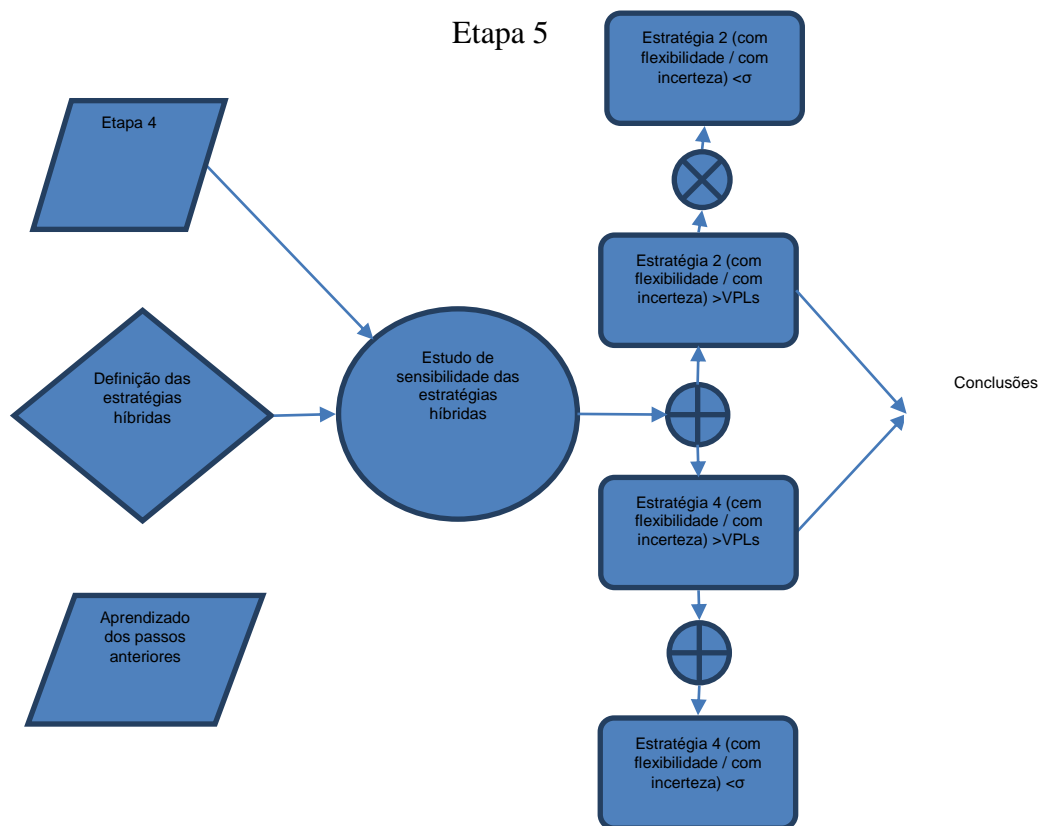 Etapa 5
Estratégia 2 (com
flexibilidade / com
incerteza) <σ
Etapa 4
Estratégia 2 (com
flexibilidade / com
incerteza) >VPLs
Definição das
estratégias
híbridas
Estudo de
sensibilidade das
estratégias
híbridas
Conclusões
Estratégia 4 (cem
flexibilidade / com
incerteza) >VPLs
Aprendizado
dos passos
anteriores
Estratégia 4 (com
flexibilidade / com
incerteza) <σ